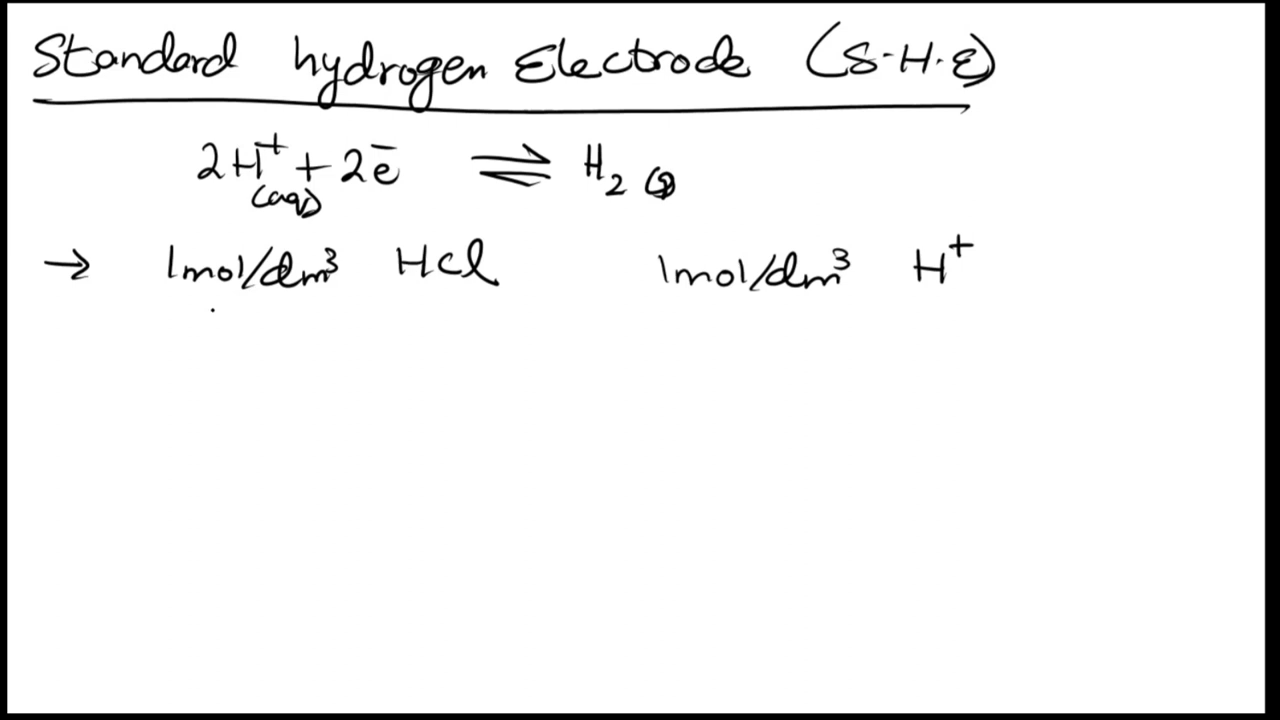 Standard hydrogen Electrode (S.H.E)
2H⁺(aq) + 2e⁻ ⇌ H₂(g)
→ 1mol/dm³ HCl 1mol/dm³ H⁺